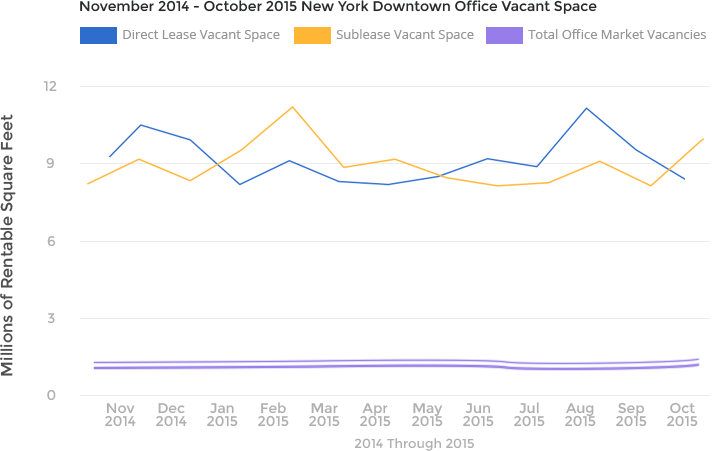 November 2014 - October 2015 New York Downtown Office Vacant Space
Direct Lease Vacant Space Sublease Vacant Space Total Office Market Vacancies
Millions of Rentable Square Feet
12
9
6
3
0
Nov Dec Jan Feb Mar Apr May Jun Jul Aug Sep Oct
2014 2014 2015 2015 2015 2015 2015 2015 2015 2015 2015 2015
2014 Through 2015